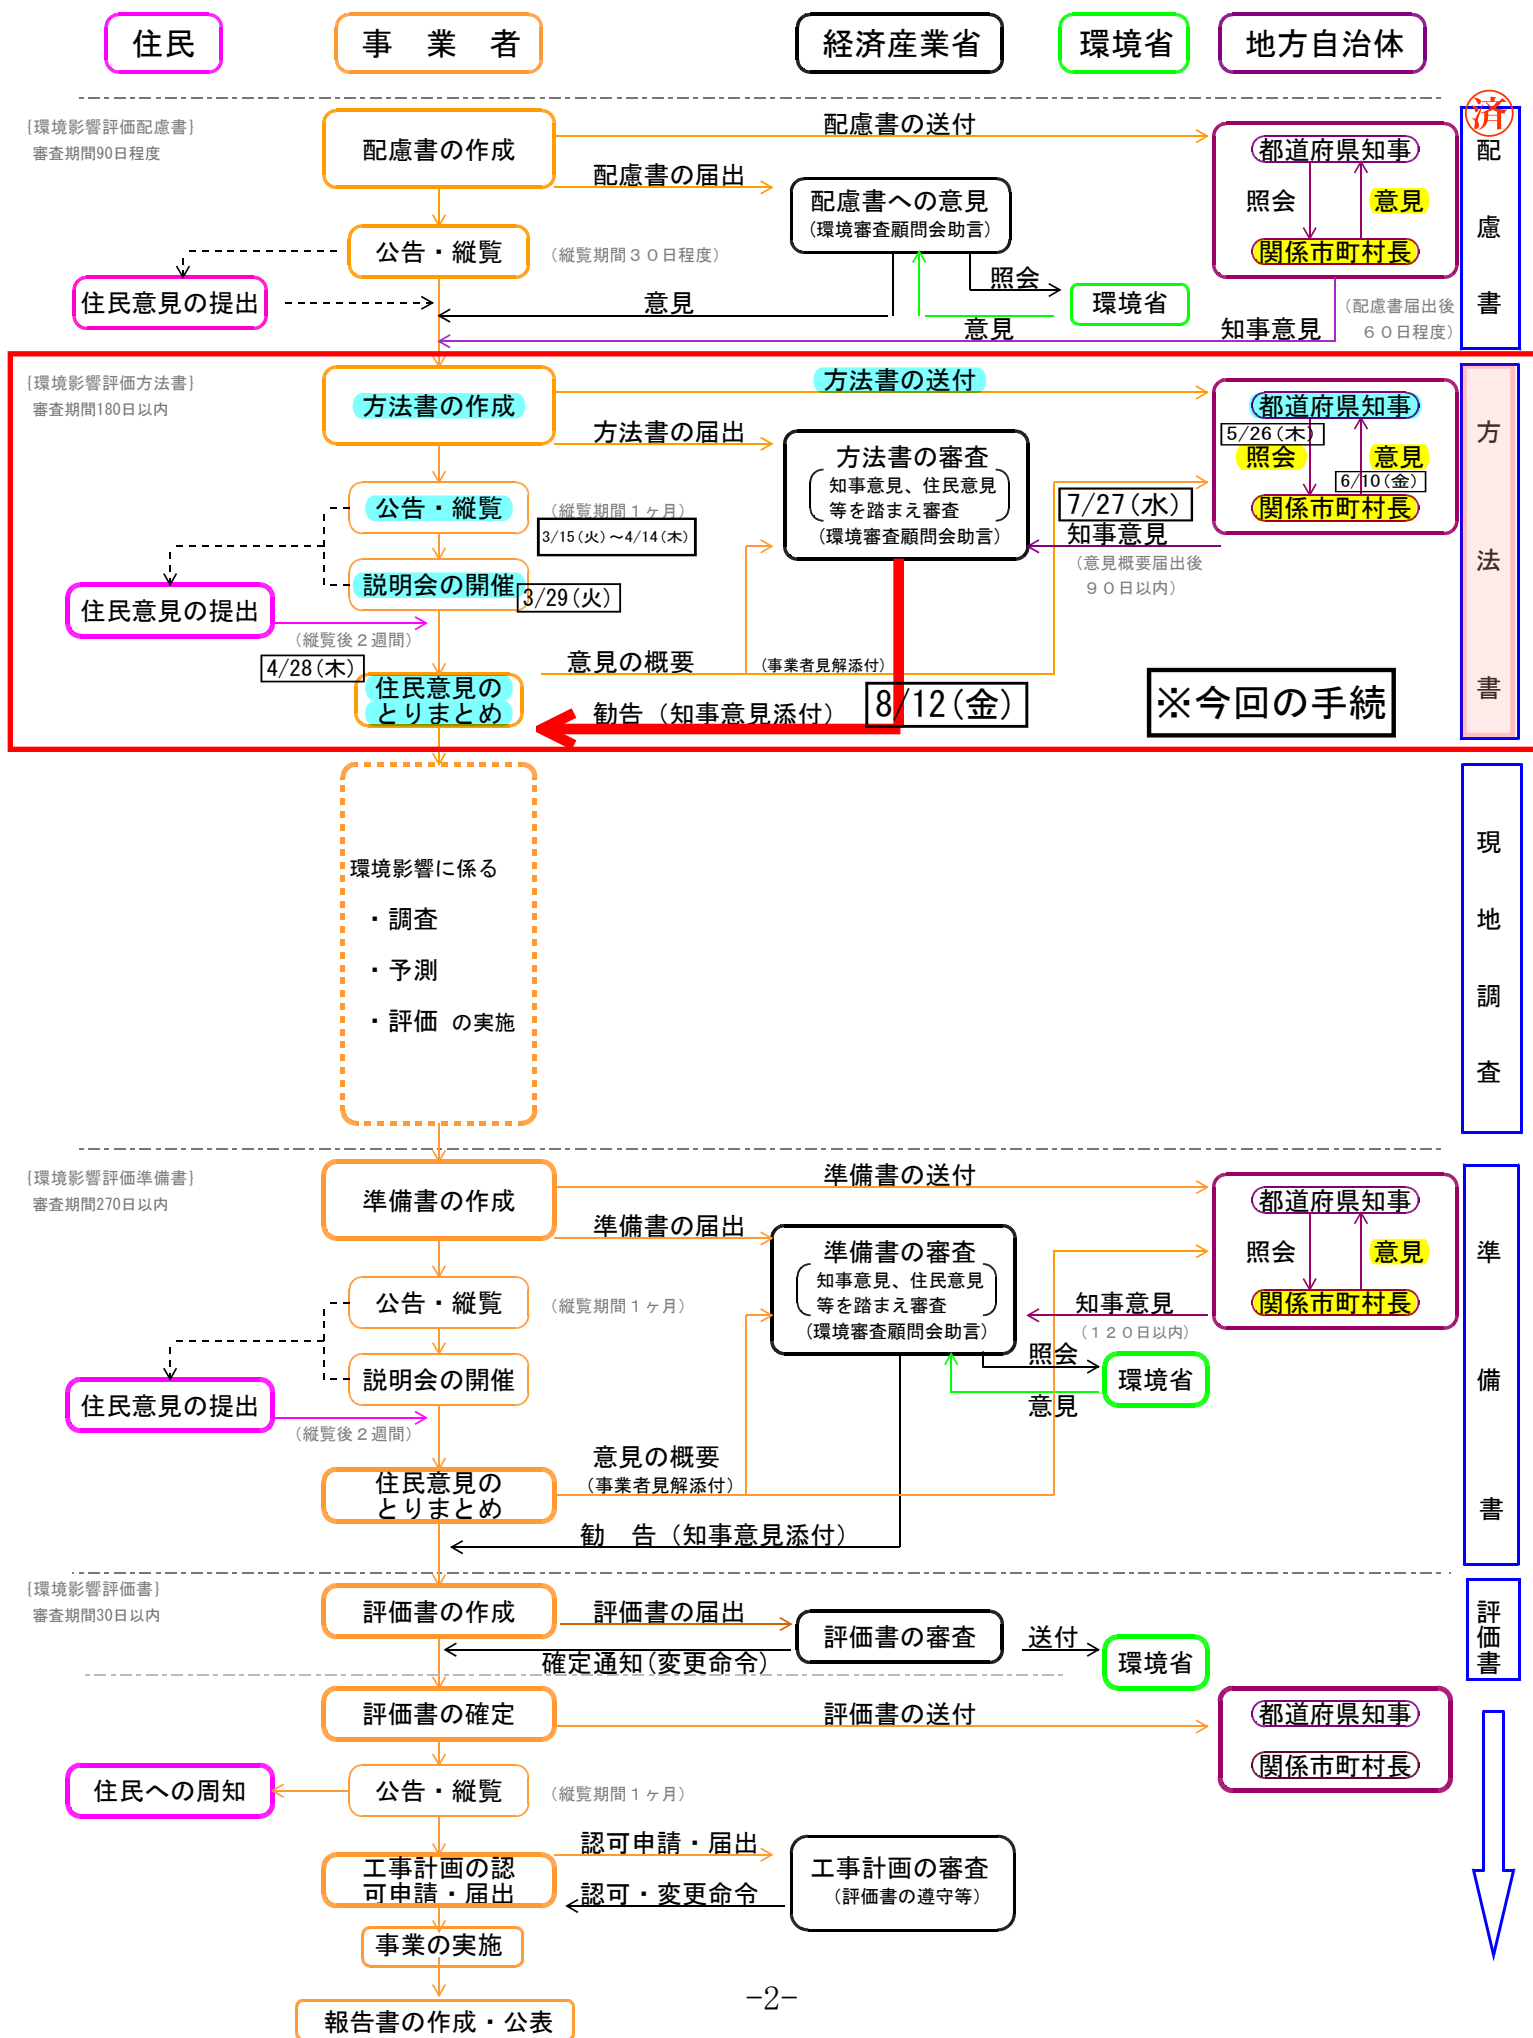 住民
事　業　者
経済産業省
環境省
地方自治体
済
{環境影響評価配慮書}
審査期間90日程度
配慮書の作成
配慮書の送付
配慮書の届出
都道府県知事
照会
意見
関係市町村長
配慮書
配慮書への意見
(環境審査顧問会助言)
公告・縦覧
(縦覧期間３０日程度)
住民意見の提出
照会
環境省
意見
意見
知事意見
(配慮書届出後
６０日程度)
{環境影響評価方法書}
審査期間180日以内
方法書の作成
方法書の送付
方法書の届出
都道府県知事
5/26(木)
照会
意見
6/10(金)
関係市町村長
方法書
方法書の審査
知事意見、住民意見
等を踏まえ審査
(環境審査顧問会助言)
公告・縦覧
(縦覧期間１ヶ月)
3/15(火)～4/14(木)
7/27(水)
知事意見
(意見概要届出後
９０日以内)
説明会の開催
3/29(火)
住民意見の提出
(縦覧後２週間)
4/28(木)
意見の概要
(事業者見解添付)
住民意見の
とりまとめ
勧告（知事意見添付）
8/12(金)
※今回の手続
環境影響に係る
・調査
・予測
・評価 の実施
現地調査
{環境影響評価準備書}
審査期間270日以内
準備書の作成
準備書の送付
準備書の届出
都道府県知事
照会
意見
関係市町村長
準備書
準備書の審査
知事意見、住民意見
等を踏まえ審査
(環境審査顧問会助言)
公告・縦覧
(縦覧期間１ヶ月)
知事意見
(１２０日以内)
照会
環境省
意見
説明会の開催
住民意見の提出
(縦覧後２週間)
意見の概要
(事業者見解添付)
住民意見の
とりまとめ
勧　告（知事意見添付）
{環境影響評価書}
審査期間30日以内
評価書の作成
評価書の届出
評価書の審査
送付
環境省
確定通知(変更命令)
評価書
評価書の確定
評価書の送付
都道府県知事
関係市町村長
住民への周知
公告・縦覧
(縦覧期間１ヶ月)
認可申請・届出
工事計画の認
可申請・届出
工事計画の審査
(評価書の遵守等)
認可・変更命令
事業の実施
報告書の作成・公表
-2-